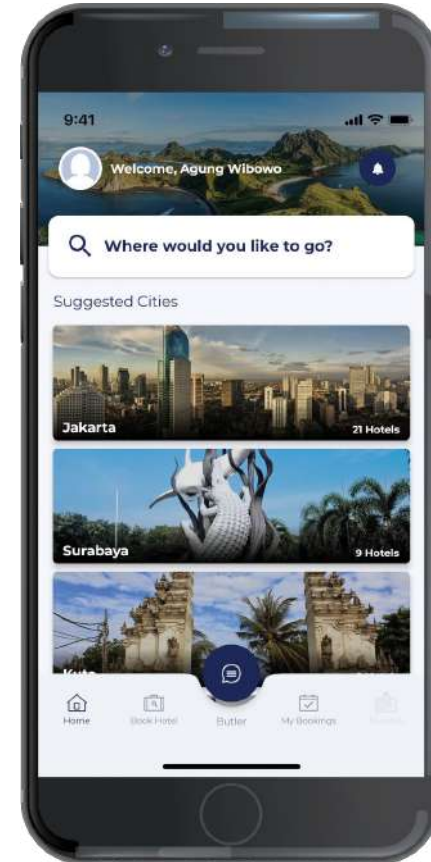 9:41
Welcome, Agung Wibowo
Where would you like to go?
Suggested Cities
Jakarta
21 Hotels
Surabaya
9 Hotels
Home
Book Hotel
Butler
My Bookings